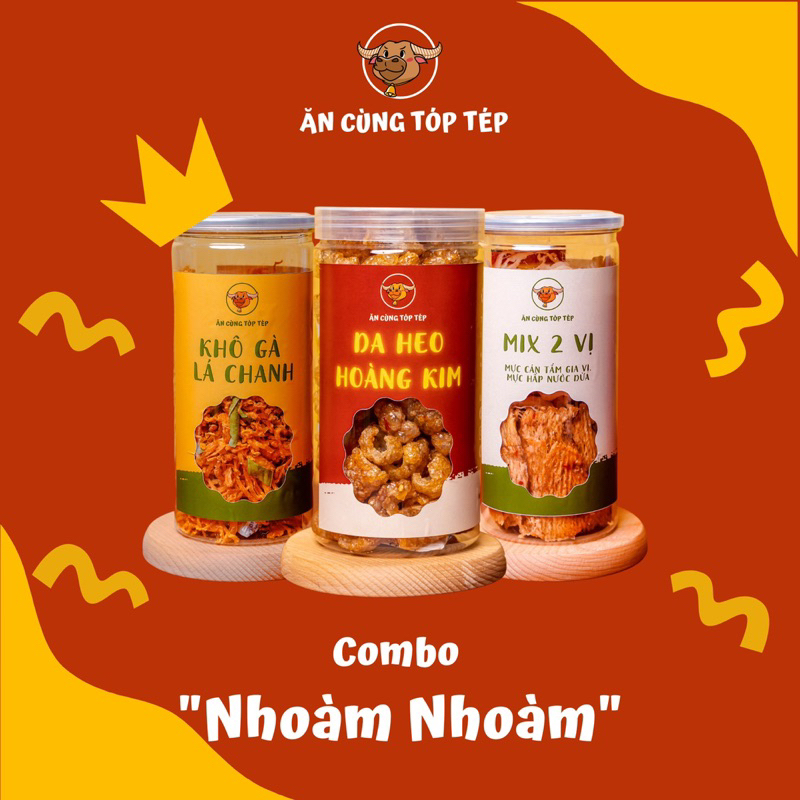 ĂN CÙNG TÓP TÉP
ĂN CÙNG TÓP TÉP
KHÔ GÀ
LÁ CHANH
ĂN CÙNG TÓP TÉP
DA HEO
HOÀNG KIM
ĂN CÙNG TÓP TÉP
MIX 2 VỊ
MỰC CÁN TẨM GIA VỊ,
MỰC HẤP NƯỚC DỪA
Combo
"Nhoàm Nhoàm"